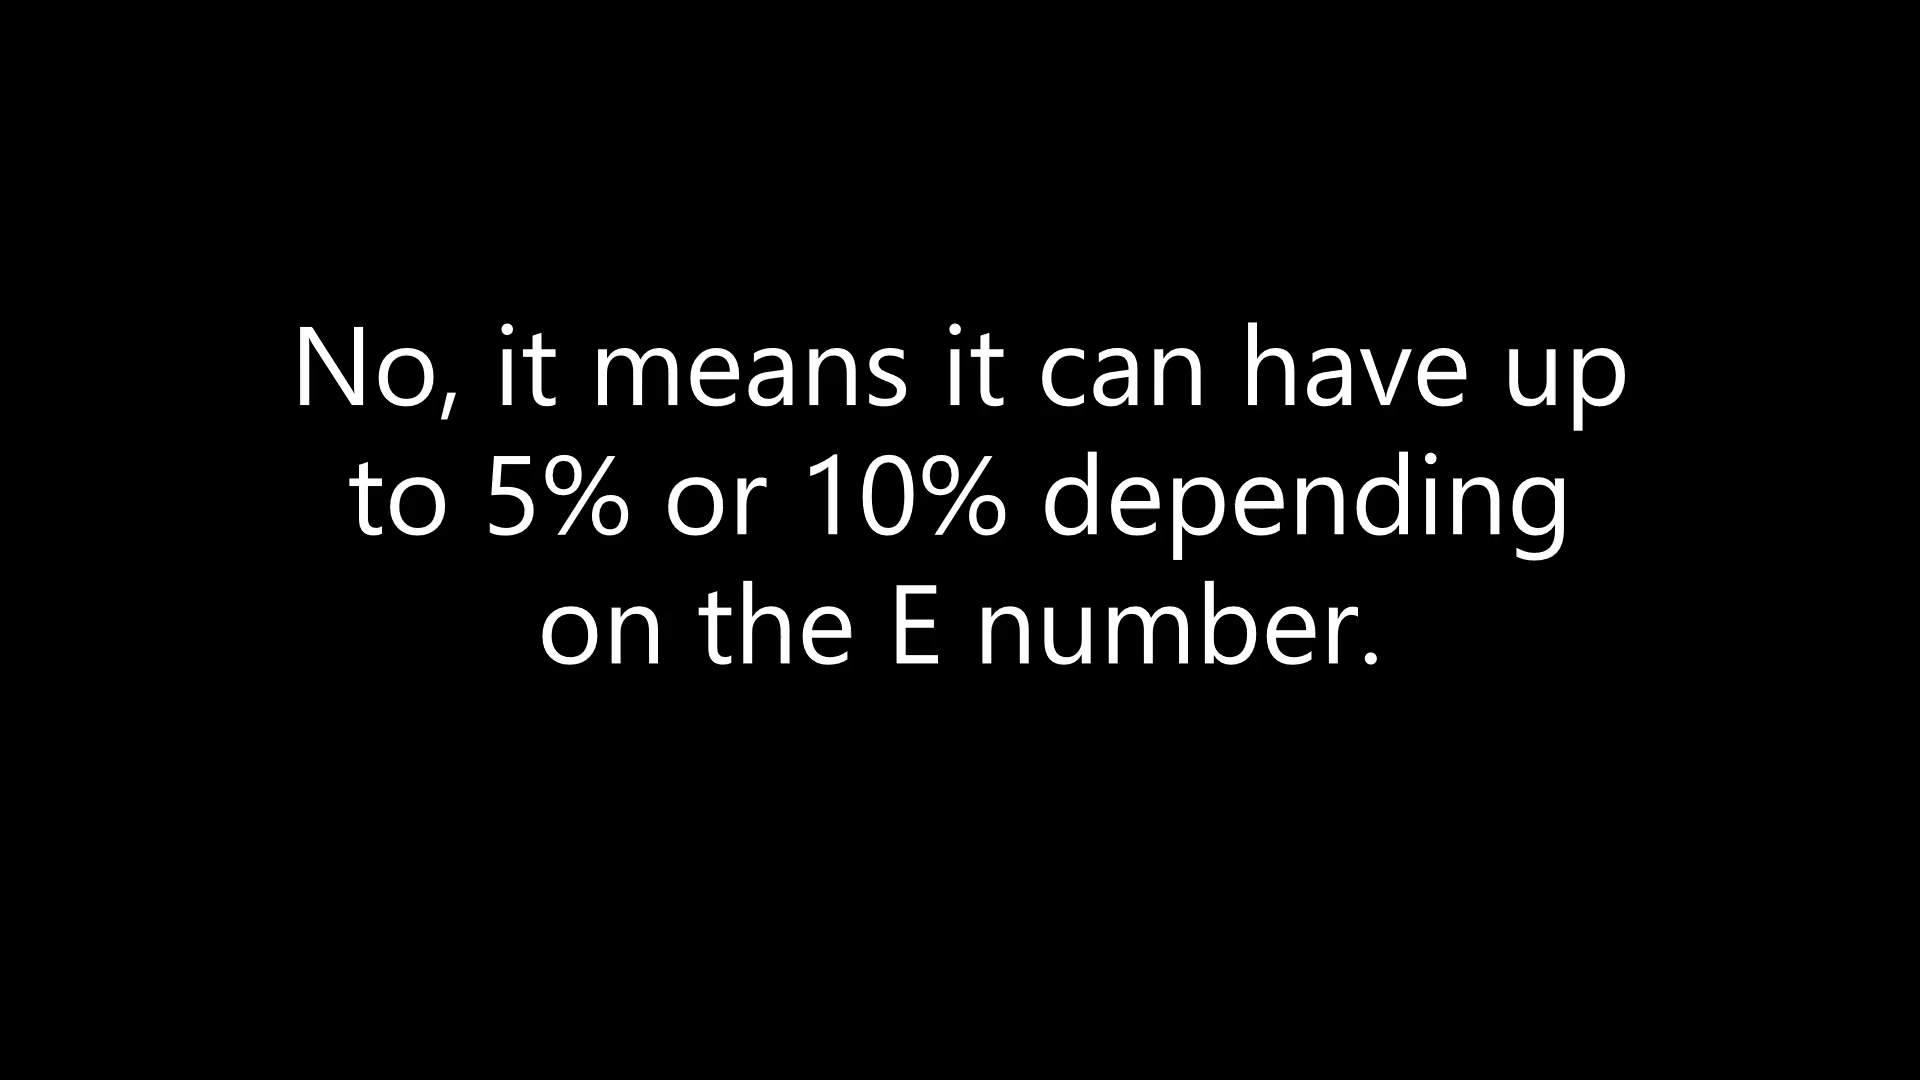 No, it means it can have up
to 5% or 10% depending
on the E number.